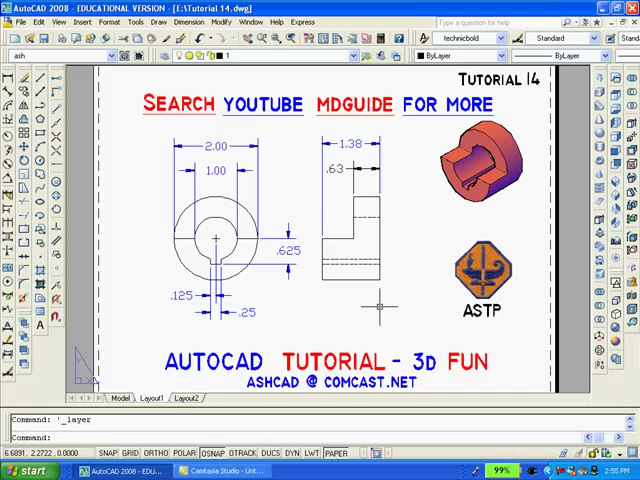 AutoCAD 2008 - EDUCATIONAL VERSION - [E:\Tutorial 14.dwg]
File Edit View Insert Format Tools Draw Dimension Modify Window Help Express
Type a question for help
technicbold Standard Standa
ash 1 ByLayer ByLayer
TUTORIAL 14
SEARCH YOUTUBE MDGUIDE FOR MORE
2.00
1.38
1.00
.63
.625
.125
.25
ASTP
AUTOCAD TUTORIAL - 3D FUN
ASHCAD @ COMCAST.NET
Model Layout1 Layout2
Command: '_layer
Command:
6.6891, 2.2722, 0.0000 SNAP GRID ORTHO POLAR OSNAP OTRACK DUCS DYN LWT PAPER
start AutoCAD 2008 - EDU... Camtasia Studio - Unt... 99% 2:55 PM